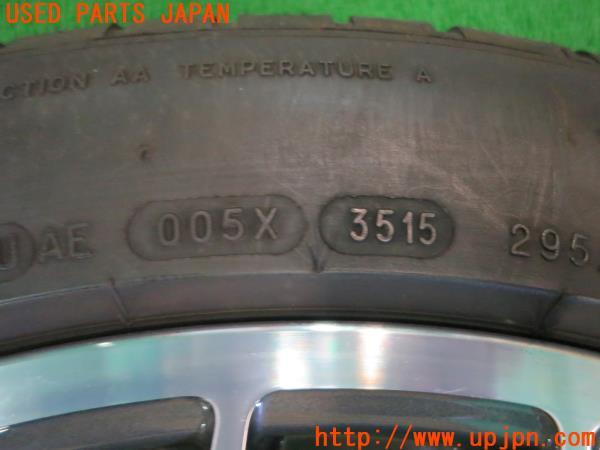 USED PARTS JAPAN
CTION AA TEMPERATURE A
AE 005X 3515 295
http://www.upjpn.com/